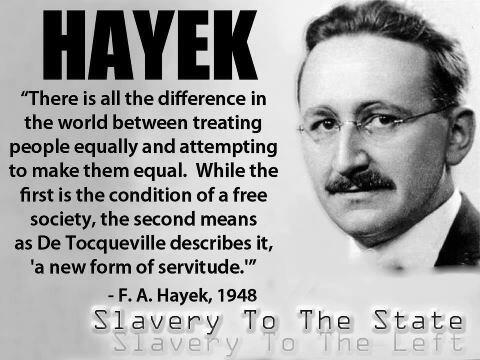 HAYEK
“There is all the difference in
the world between treating
people equally and attempting
to make them equal. While the
first is the condition of a free
society, the second means
as De Tocqueville describes it,
'a new form of servitude.'”
- F. A. Hayek, 1948
Slavery To The State
Slavery To The Left